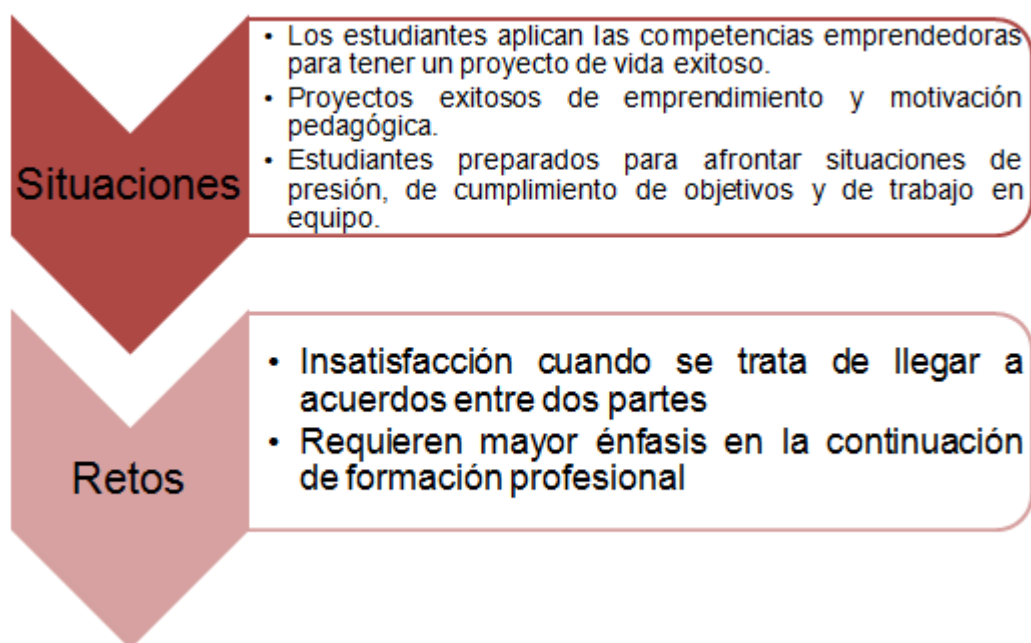 Situaciones
• Los estudiantes aplican las competencias emprendedoras
para tener un proyecto de vida exitoso.
• Proyectos exitosos de emprendimiento y motivación
pedagógica.
• Estudiantes preparados para afrontar situaciones de
presión, de cumplimiento de objetivos y de trabajo en
equipo.
Retos
• Insatisfacción cuando se trata de llegar a
acuerdos entre dos partes
• Requieren mayor énfasis en la continuación
de formación profesional